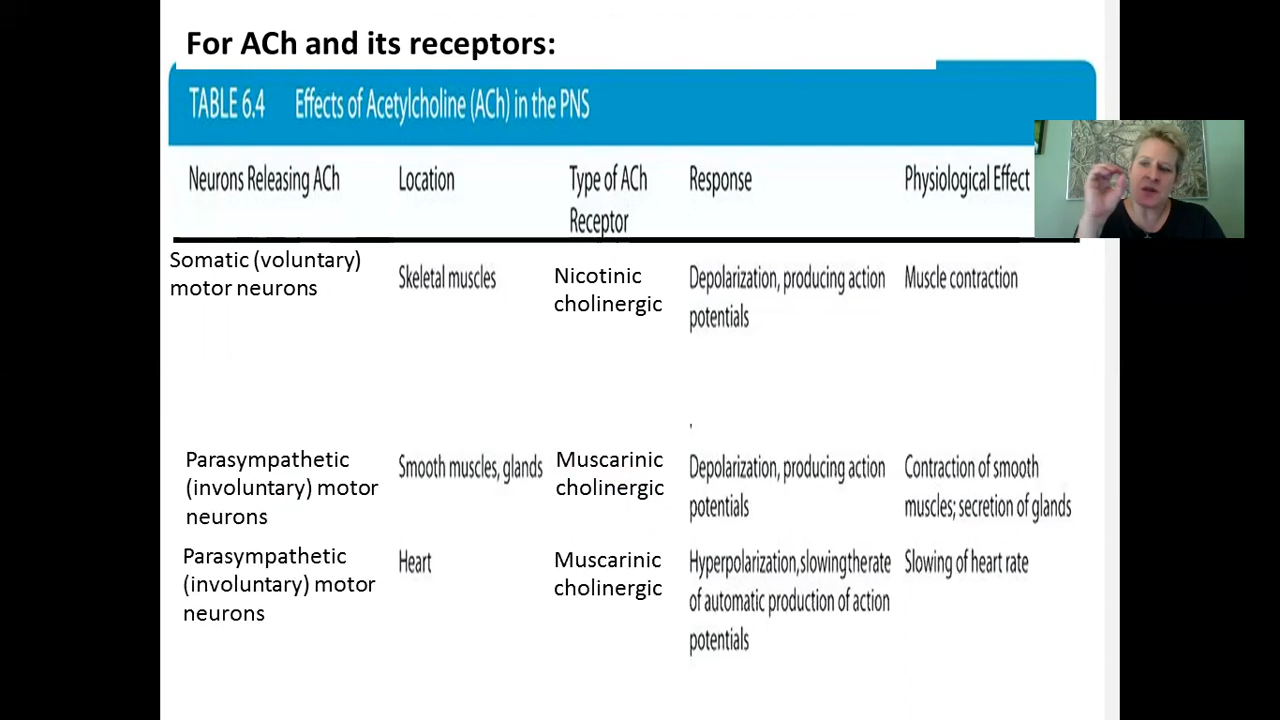 For ACh and its receptors:
TABLE 6.4 Effects of Acetylcholine (ACh) in the PNS
Neurons Releasing ACh Location Type of ACh Response Physiological Effect
Receptor
Somatic (voluntary)
motor neurons
Skeletal muscles
Nicotinic
cholinergic
Depolarization, producing action
potentials
Muscle contraction
Parasympathetic
(involuntary) motor
neurons
Smooth muscles, glands
Muscarinic
cholinergic
Depolarization, producing action
potentials
Contraction of smooth
muscles; secretion of glands
Parasympathetic
(involuntary) motor
neurons
Heart
Muscarinic
cholinergic
Hyperpolarization,slowingtherate
of automatic production of action
potentials
Slowing of heart rate